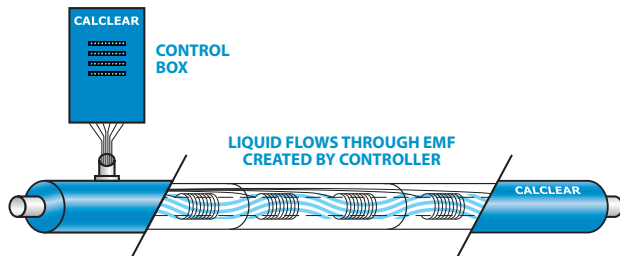 CALCLEAR
CONTROL
BOX
LIQUID FLOWS THROUGH EMF
CREATED BY CONTROLLER
CALCLEAR